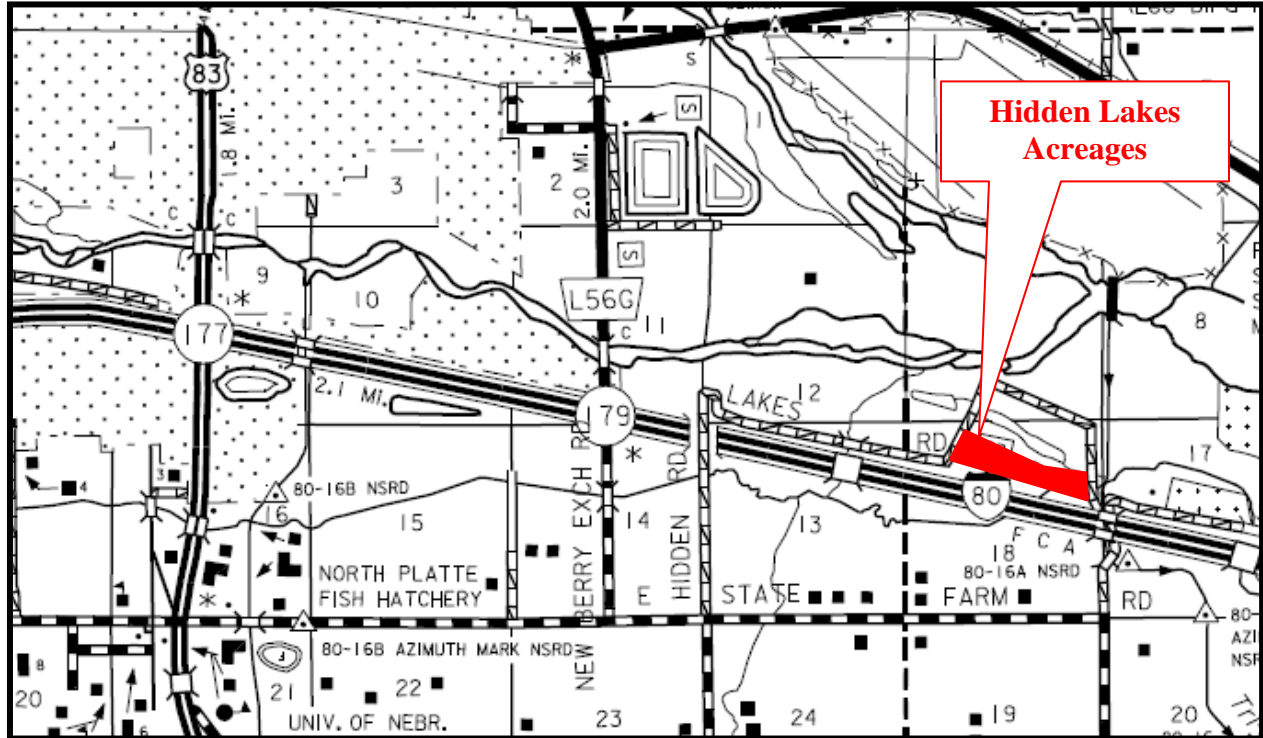 83
1.8 Mi.
S
S
Hidden Lakes
Acreages
3
2
2.0 Mi.
1
C
C
9
*
10
S
L56G
11
C
8
177
2.1 Mi.
179
*
LAKES
12
RD
HIDDEN RD
NEW BERRY EXCH RD
17
80
3
4
80-16B NSRD
16
15
14
13
18
F C A
80-16A NSRD
NORTH PLATTE
FISH HATCHERY
E STATE FARM RD
*
80-16B AZIMUTH MARK NSRD
F
8
20
21
22
23
24
19
20
6
UNIV. OF NEBR.